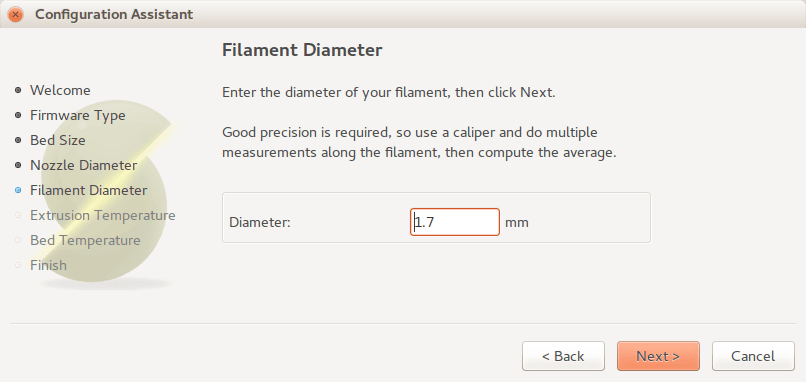 Configuration Assistant
Filament Diameter
Welcome
Firmware Type
Bed Size
Nozzle Diameter
Filament Diameter
Extrusion Temperature
Bed Temperature
Finish
Enter the diameter of your filament, then click Next.
Good precision is required, so use a caliper and do multiple
measurements along the filament, then compute the average.
Diameter: 1.7 mm
< Back Next > Cancel